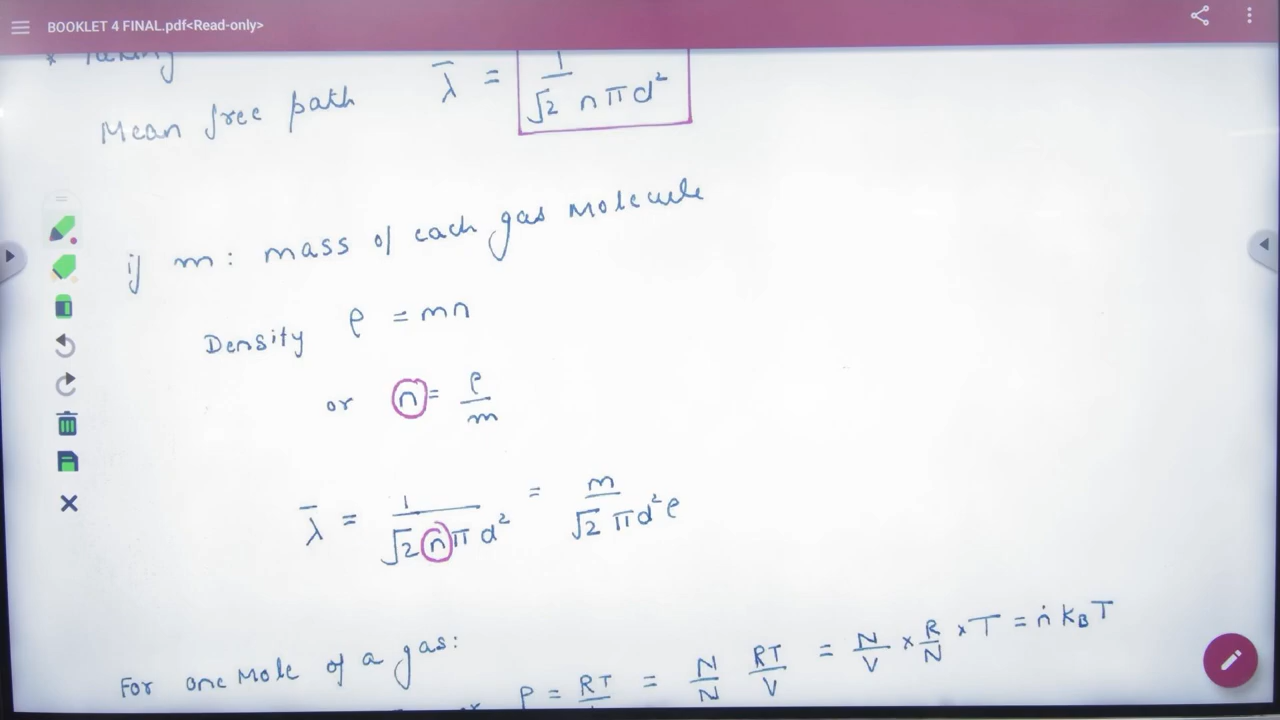 BOOKLET 4 FINAL.pdf<Read-only>
* Taking
Mean free path λ̄ = 1/(√2 nπd²)
if m: mass of each gas molecule
Density ρ = mn
or n = ρ/m
λ̄ = 1/(√2 nπd²) = m/(√2 πd²ρ)
For one mole of a gas:
P = RT = N/N RT/V = N/V × R/N × T = n k_B T